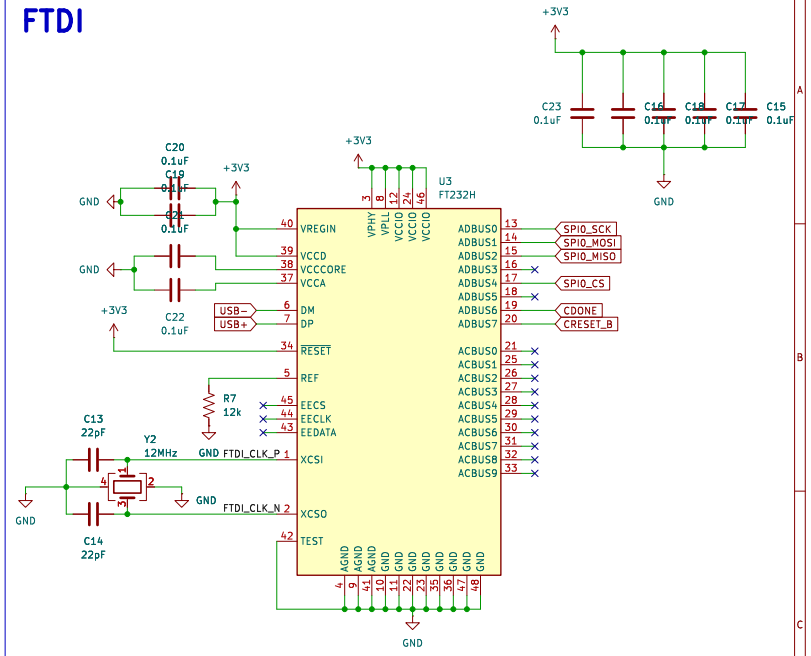 FTDI
+3V3
C23
0.1uF
C16
0.1uF
C18
0.1uF
C17
0.1uF
C15
0.1uF
GND
A
B
C
C20
0.1uF
C19
0.1uF
C21
0.1uF
+3V3
GND
GND
C22
0.1uF
+3V3
+3V3
U3
FT232H
3 8 12 24 46
VPHY VPLL VCCIO VCCIO VCCIO
40 VREGIN
39 VCCD
38 VCCCORE
37 VCCA
USB- 6 DM
USB+ 7 DP
34 RESET
5 REF
R7
12k
GND
45 EECS
44 EECLK
43 EEDATA
FTDI_CLK_P 1 XCSI
FTDI_CLK_N 2 XCSO
42 TEST
C13
22pF
Y2
12MHz
1
4 2
3
GND
GND
C14
22pF
ADBUS0 13 SPI0_SCK
ADBUS1 14 SPI0_MOSI
ADBUS2 15 SPI0_MISO
ADBUS3 16
ADBUS4 17 SPI0_CS
ADBUS5 18
ADBUS6 19 CDONE
ADBUS7 20 CRESET_B
ACBUS0 21
ACBUS1 25
ACBUS2 26
ACBUS3 27
ACBUS4 28
ACBUS5 29
ACBUS6 30
ACBUS7 31
ACBUS8 32
ACBUS9 33
AGND AGND AGND GND GND GND GND GND GND GND GND
4 9 41 10 11 22 23 35 36 47 48
GND